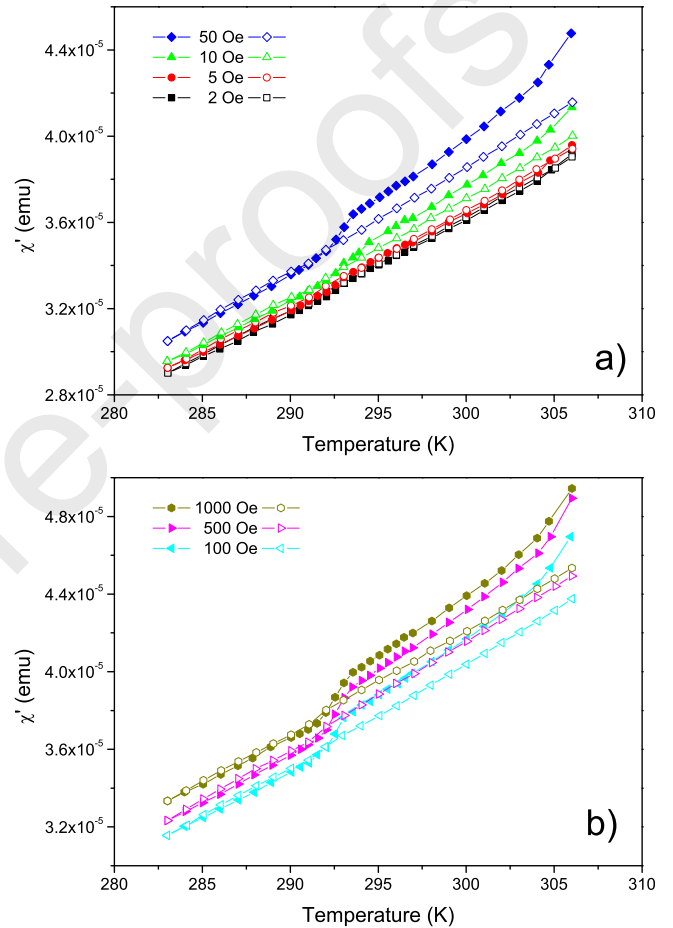 4.4x10⁻⁵
4.0x10⁻⁵
3.6x10⁻⁵
3.2x10⁻⁵
2.8x10⁻⁵
χ' (emu)
50 Oe
10 Oe
5 Oe
2 Oe
a)
280 285 290 295 300 305 310
Temperature (K)
4.8x10⁻⁵
4.4x10⁻⁵
4.0x10⁻⁵
3.6x10⁻⁵
3.2x10⁻⁵
χ' (emu)
1000 Oe
500 Oe
100 Oe
b)
280 285 290 295 300 305 310
Temperature (K)
re-proofs